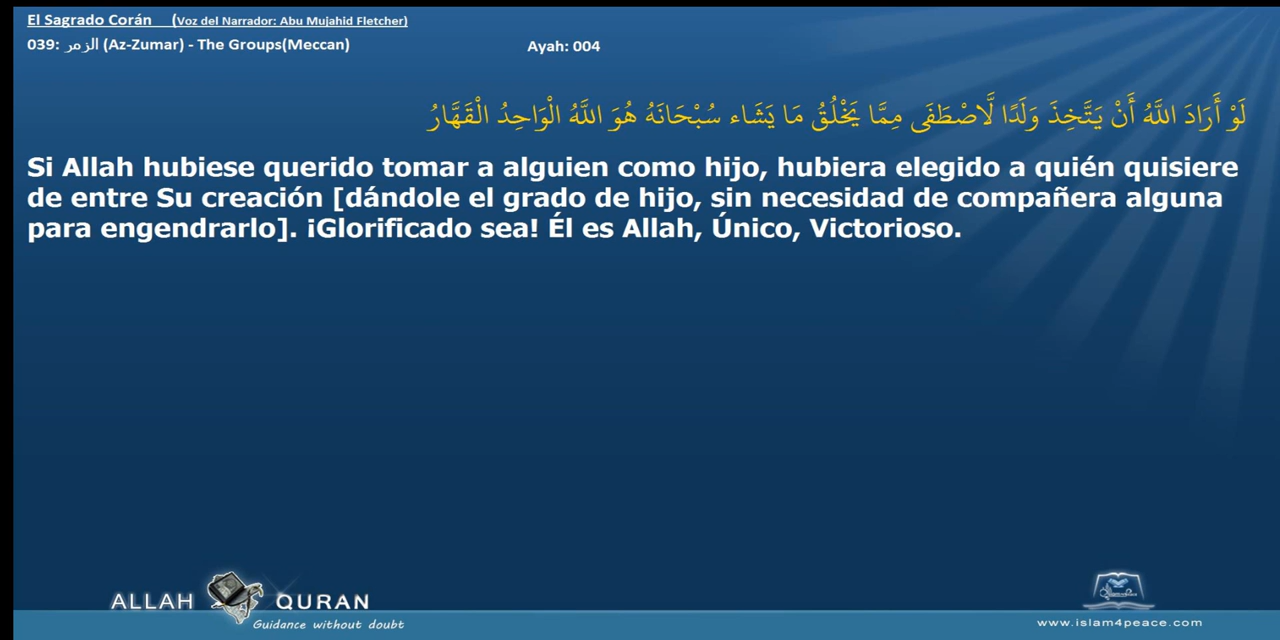 El Sagrado Corán (Voz del Narrador: Abu Mujahid Fletcher)
039: الزمر (Az-Zumar) - The Groups(Meccan) Ayah: 004
لَوْ أَرَادَ اللَّهُ أَنْ يَتَّخِذَ وَلَدًا لَّاصْطَفَى مِمَّا يَخْلُقُ مَا يَشَاء سُبْحَانَهُ هُوَ اللَّهُ الْوَاحِدُ الْقَهَّارُ
Si Allah hubiese querido tomar a alguien como hijo, hubiera elegido a quién quisiere
de entre Su creación [dándole el grado de hijo, sin necesidad de compañera alguna
para engendrarlo]. ¡Glorificado sea! Él es Allah, Único, Victorioso.
ALLAH QURAN
Guidance without doubt
www.islam4peace.com